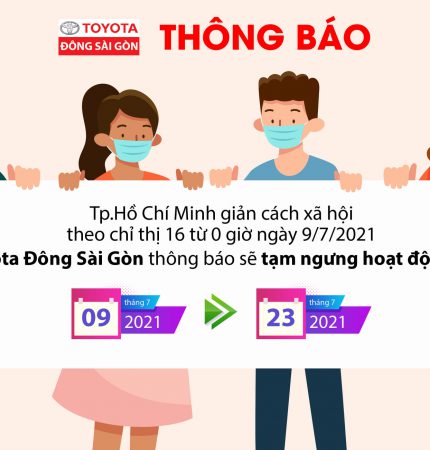 TOYOTA
ĐÔNG SÀI GÒN
THÔNG BÁO
Tp.Hồ Chí Minh giản cách xã hội
theo chỉ thị 16 từ 0 giờ ngày 9/7/2021
ota Đông Sài Gòn thông báo sẽ tạm ngưng hoạt độ
09 tháng 7 2021
23 tháng 7 2021